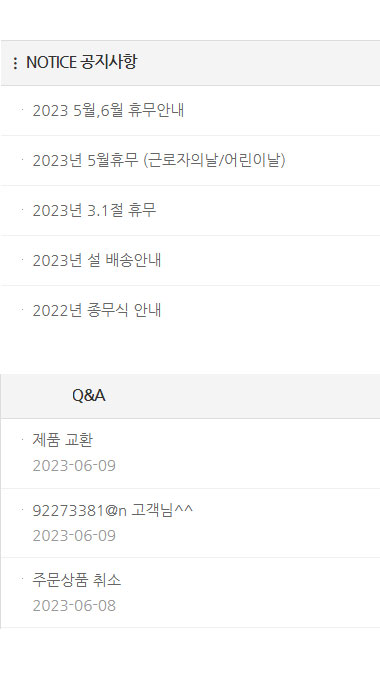 NOTICE 공지사항
2023 5월,6월 휴무안내
2023년 5월휴무 (근로자의날/어린이날)
2023년 3.1절 휴무
2023년 설 배송안내
2022년 종무식 안내
Q&A
제품 교환
2023-06-09
92273381@n 고객님^^
2023-06-09
주문상품 취소
2023-06-08